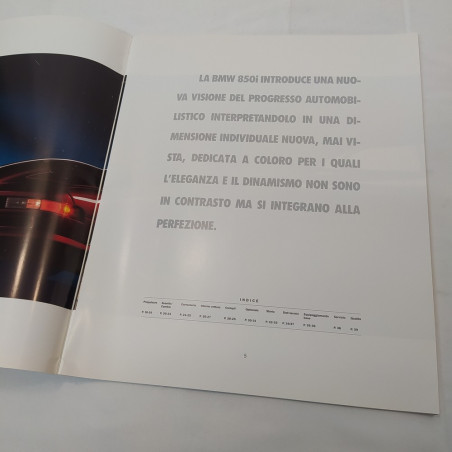 LA BMW 850i INTRODUCE UNA NUO-
VA VISIONE DEL PROGRESSO AUTOMOBI-
LISTICO INTERPRETANDOLO IN UNA DI-
MENSIONE INDIVIDUALE NUOVA, MAI VI-
STA, DEDICATA A COLORO PER I QUALI
L'ELEGANZA E IL DINAMISMO NON SONO
IN CONTRASTO MA SI INTEGRANO ALLA
PERFEZIONE.
INDICE